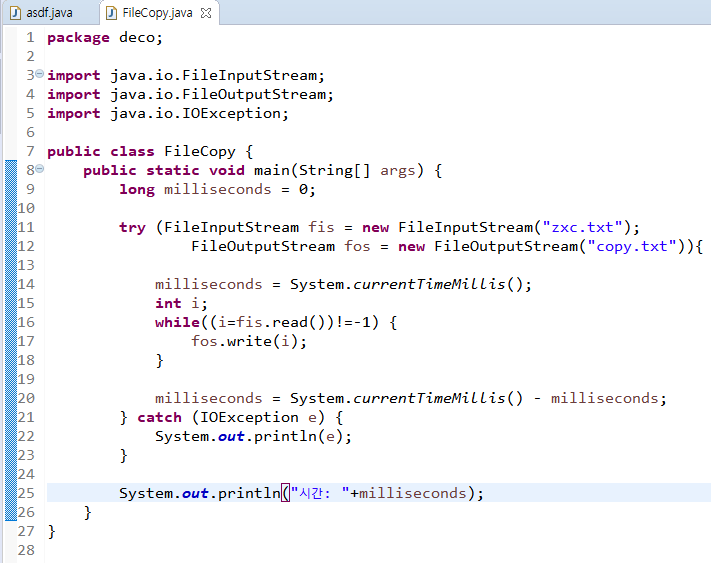 asdf.java FileCopy.java
1 package deco;
2
3 import java.io.FileInputStream;
4 import java.io.FileOutputStream;
5 import java.io.IOException;
6
7 public class FileCopy {
8     public static void main(String[] args) {
9         long milliseconds = 0;
10
11         try (FileInputStream fis = new FileInputStream("zxc.txt");
12                 FileOutputStream fos = new FileOutputStream("copy.txt")){
13
14             milliseconds = System.currentTimeMillis();
15             int i;
16             while((i=fis.read())!=-1) {
17                 fos.write(i);
18             }
19
20             milliseconds = System.currentTimeMillis() - milliseconds;
21         } catch (IOException e) {
22             System.out.println(e);
23         }
24
25         System.out.println("시간: "+milliseconds);
26     }
27 }
28